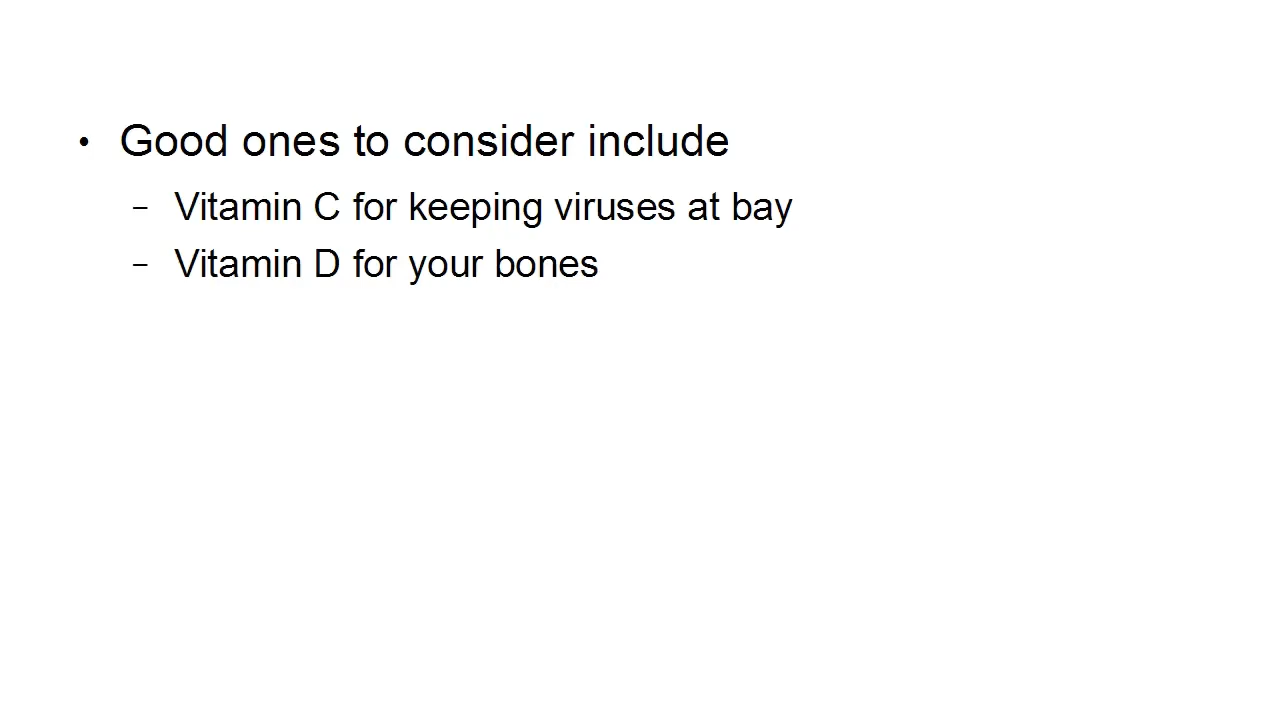 • Good ones to consider include
– Vitamin C for keeping viruses at bay
– Vitamin D for your bones